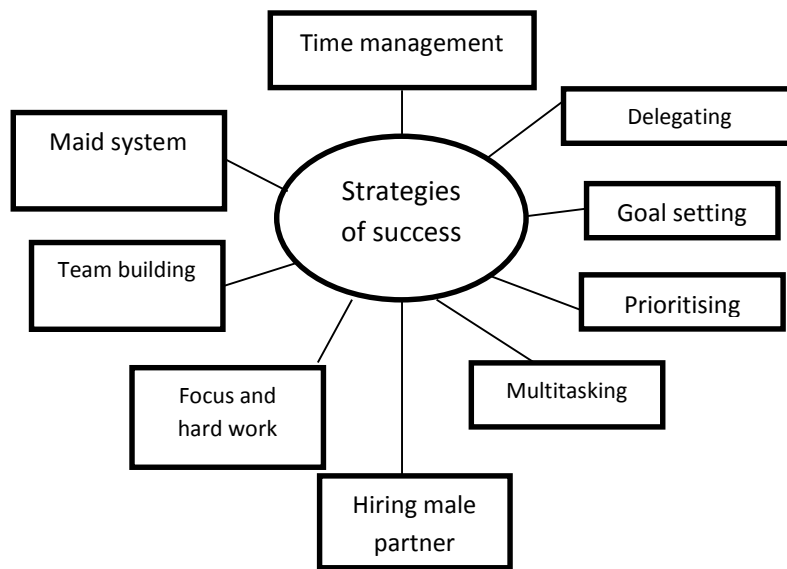 Time management
Delegating
Maid system
Strategies
of success
Goal setting
Team building
Prioritising
Multitasking
Focus and
hard work
Hiring male
partner